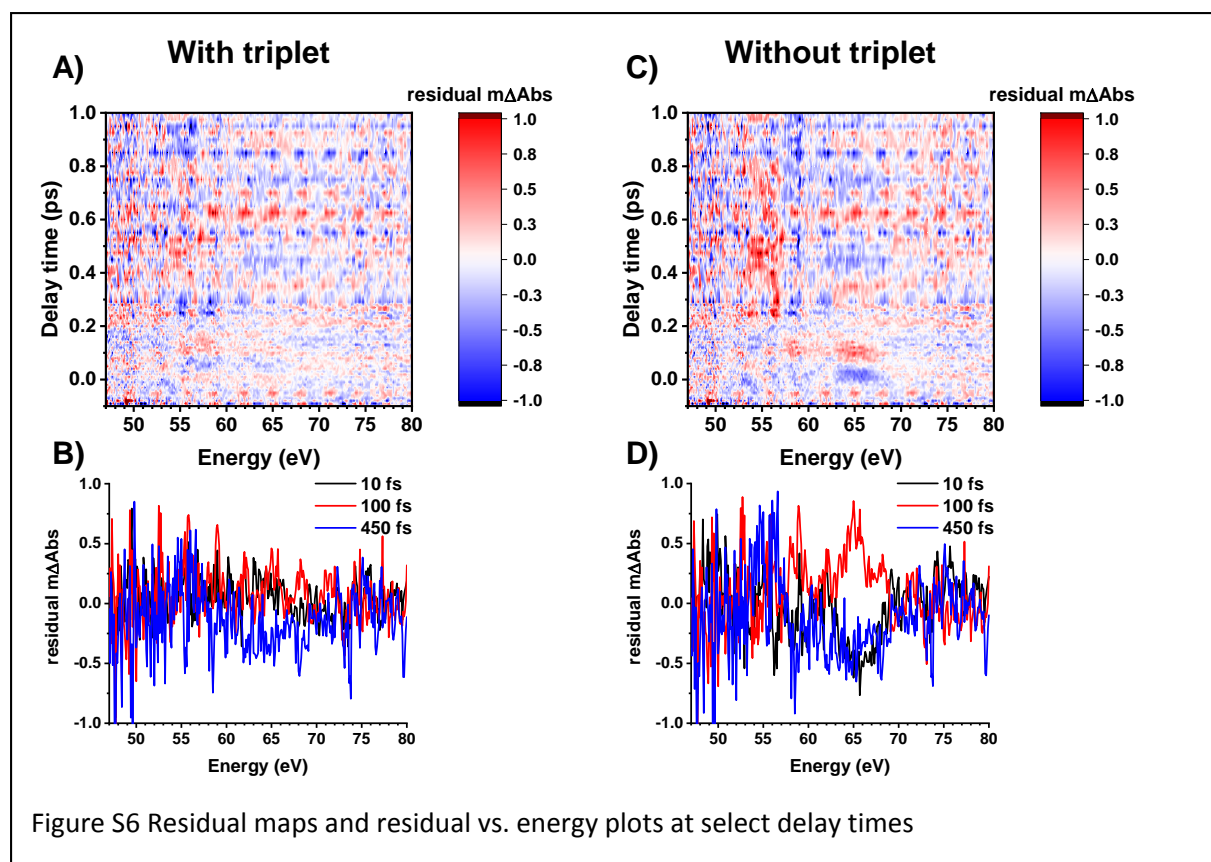 With triplet
A)
residual mΔAbs
1.0
0.8
0.6
0.4
0.2
0.0
Delay time (ps)
50 55 60 65 70 75 80
Energy (eV)
1.0
0.8
0.5
0.3
0.0
-0.3
-0.5
-0.8
-1.0
Without triplet
C)
residual mΔAbs
1.0
0.8
0.6
0.4
0.2
0.0
Delay time (ps)
50 55 60 65 70 75 80
Energy (eV)
1.0
0.8
0.5
0.3
0.0
-0.3
-0.5
-0.8
-1.0
B)
10 fs
100 fs
450 fs
1.0
0.5
0.0
-0.5
-1.0
residual mΔAbs
50 55 60 65 70 75 80
Energy (eV)
D)
10 fs
100 fs
450 fs
1.0
0.5
0.0
-0.5
-1.0
residual mΔAbs
50 55 60 65 70 75 80
Energy (eV)
Figure S6 Residual maps and residual vs. energy plots at select delay times